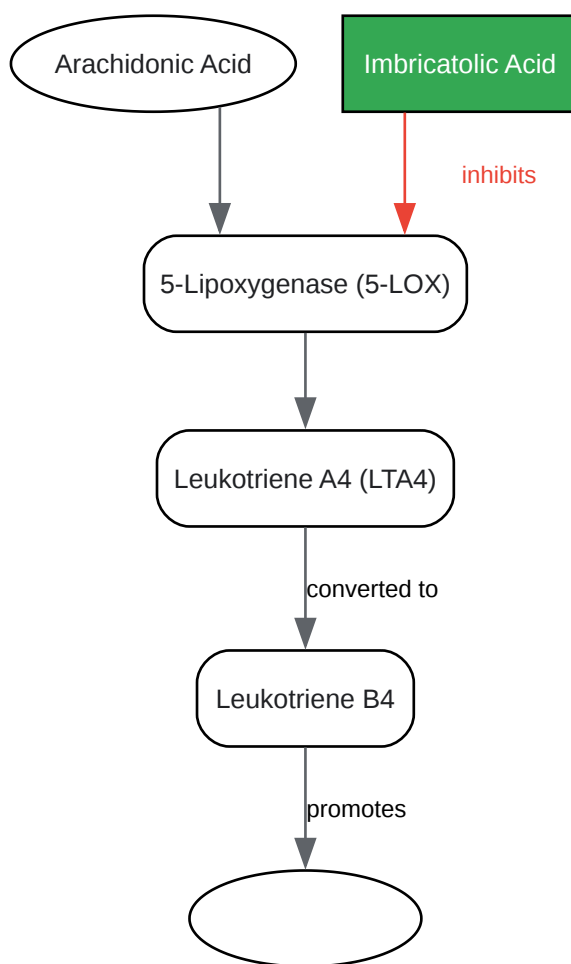 Arachidonic Acid
Imbricatolic Acid
inhibits
5-Lipoxygenase (5-LOX)
Leukotriene A4 (LTA4)
converted to
Leukotriene B4
promotes